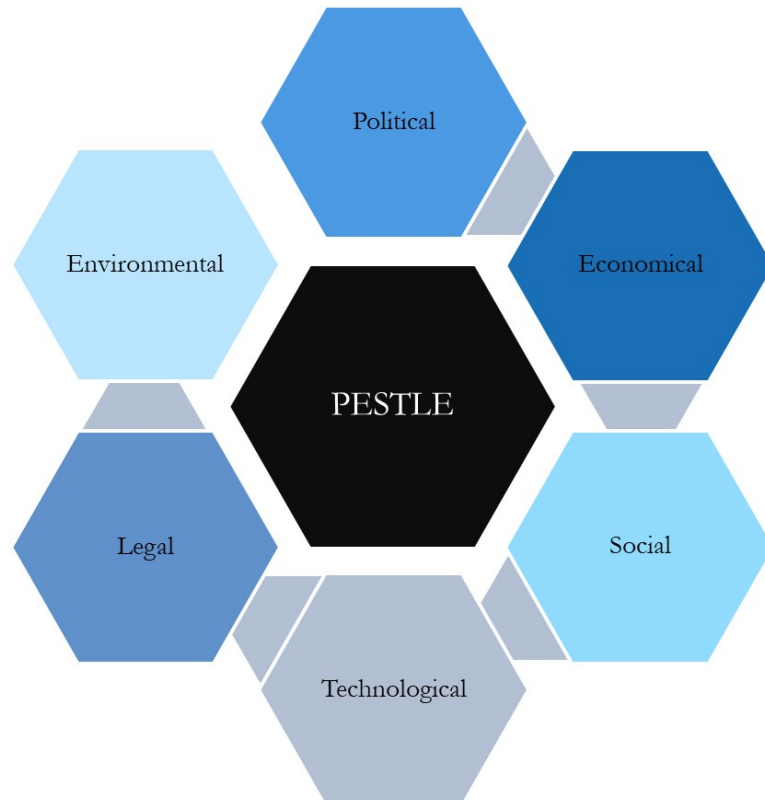 Political
Economical
Social
Technological
Legal
Environmental
PESTLE